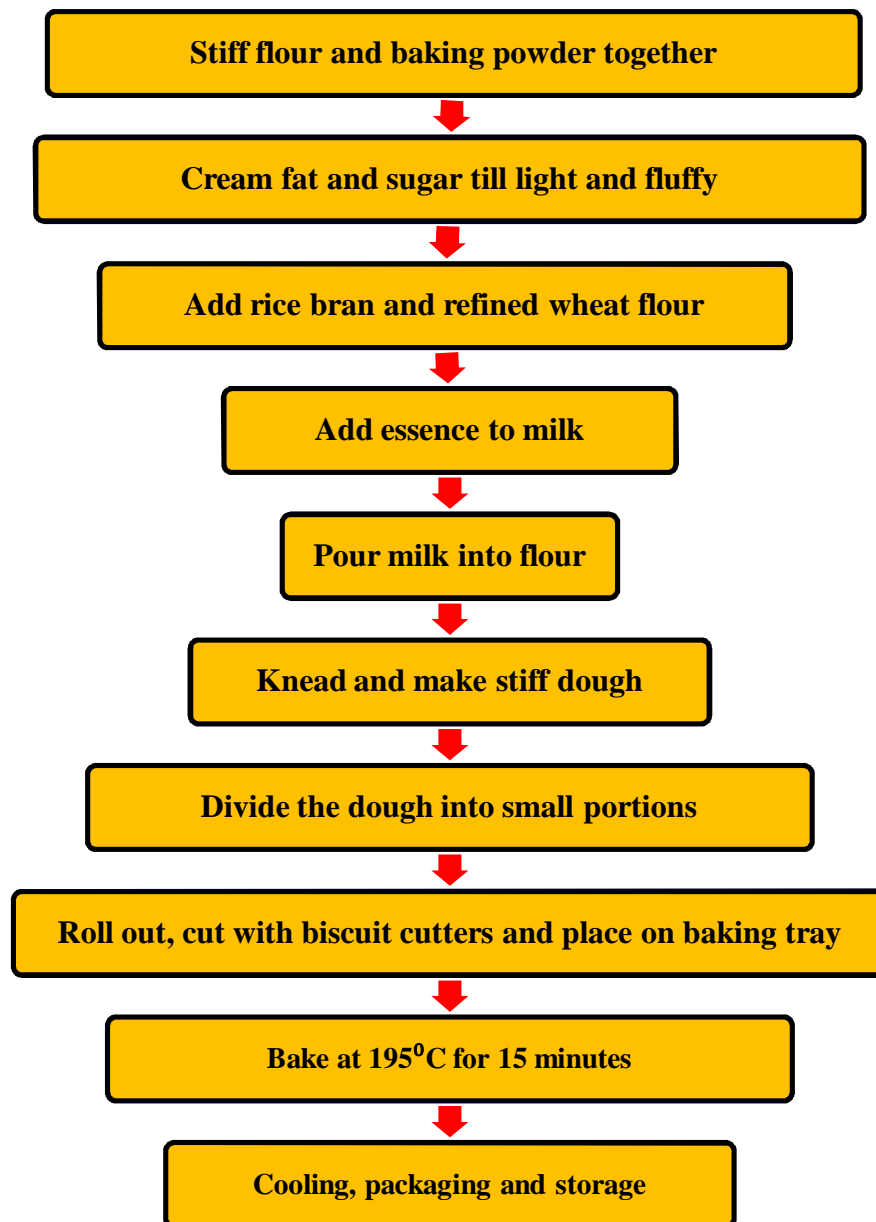 Stiff flour and baking powder together
Cream fat and sugar till light and fluffy
Add rice bran and refined wheat flour
Add essence to milk
Pour milk into flour
Knead and make stiff dough
Divide the dough into small portions
Roll out, cut with biscuit cutters and place on baking tray
Bake at 195⁰C for 15 minutes
Cooling, packaging and storage